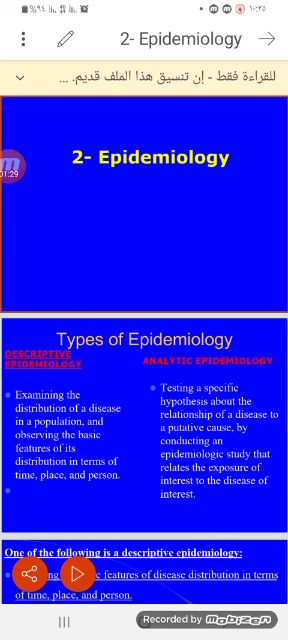 %٩٤
١٠:٢٥
2- Epidemiology
للقراءة فقط - إن تنسيق هذا الملف قديم. ...
01:29
2- Epidemiology
Types of Epidemiology
DESCRIPTIVE
EPIDEMIOLOGY
Examining the
distribution of a disease
in a population, and
observing the basic
features of its
distribution in terms of
time, place, and person.
ANALYTIC EPIDEMIOLOGY
Testing a specific
hypothesis about the
relationship of a disease to
a putative cause, by
conducting an
epidemiologic study that
relates the exposure of
interest to the disease of
interest.
One of the following is a descriptive epidemiology:
features of disease distribution in terms
of time, place, and person.
Recorded by mobizen